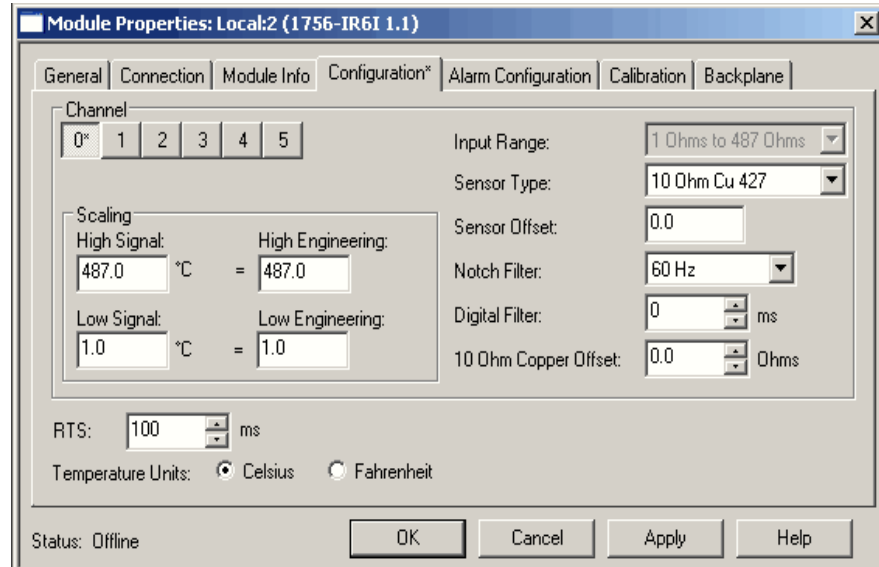 Module Properties: Local:2 (1756-IR6I 1.1)
General Connection Module Info Configuration* Alarm Configuration Calibration Backplane
Channel
0* 1 2 3 4 5
Input Range: 1 Ohms to 487 Ohms
Sensor Type: 10 Ohm Cu 427
Scaling
Sensor Offset: 0.0
High Signal: High Engineering:
487.0 °C = 487.0
Notch Filter: 60 Hz
Low Signal: Low Engineering:
1.0 °C = 1.0
Digital Filter: 0 ms
10 Ohm Copper Offset: 0.0 Ohms
RTS: 100 ms
Temperature Units: Celsius Fahrenheit
Status: Offline
OK Cancel Apply Help